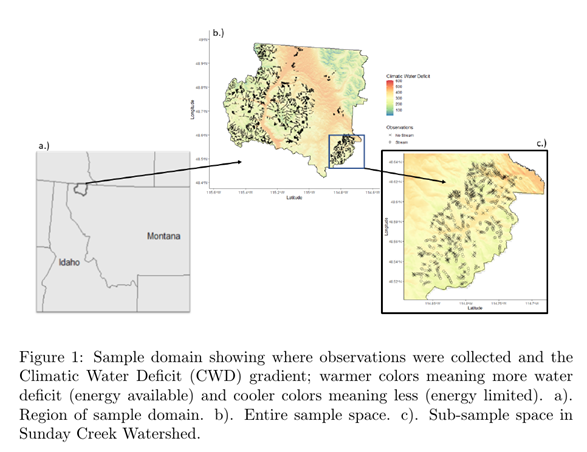 b.)
Climatic Water Deficit
Observations
No Stream
Stream
Longitude
Latitude
a.)
Montana
Idaho
c.)
Longitude
Latitude
Figure 1: Sample domain showing where observations were collected and the
Climatic Water Deficit (CWD) gradient; warmer colors meaning more water
deficit (energy available) and cooler colors meaning less (energy limited). a).
Region of sample domain. b). Entire sample space. c). Sub-sample space in
Sunday Creek Watershed.